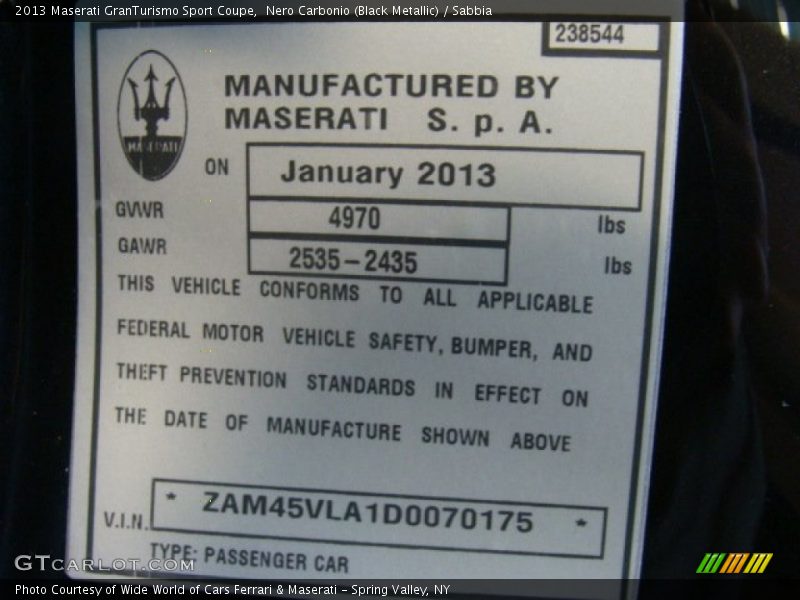 2013 Maserati GranTurismo Sport Coupe, Nero Carbonio (Black Metallic) / Sabbia
238544
MASERATI
MANUFACTURED BY
MASERATI S. p. A.
ON January 2013
GVWR 4970 lbs
GAWR 2535-2435 lbs
THIS VEHICLE CONFORMS TO ALL APPLICABLE
FEDERAL MOTOR VEHICLE SAFETY, BUMPER, AND
THEFT PREVENTION STANDARDS IN EFFECT ON
THE DATE OF MANUFACTURE SHOWN ABOVE
V.I.N. * ZAM45VLA1D0070175 *
TYPE: PASSENGER CAR
GTCARLOT.COM
Photo Courtesy of Wide World of Cars Ferrari & Maserati - Spring Valley, NY